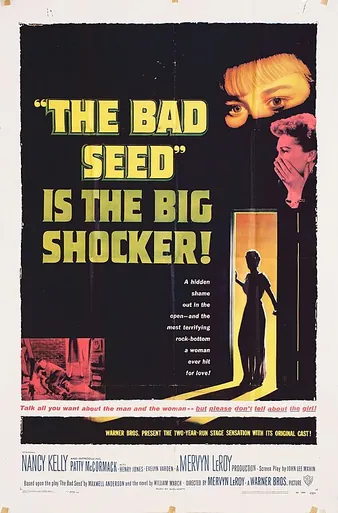 "THE BAD
SEED"
IS THE BIG
SHOCKER!
A hidden
shame
out in the
open—and the
most terrifying
rock-bottom
a woman
ever hit
for love!
Talk all you want about the man and the woman—but please don't tell about the girl!
WARNER BROS. PRESENT THE TWO-YEAR-RUN STAGE SENSATION WITH ITS ORIGINAL CAST!
NANCY KELLY PATTY McCORMACK HENRY JONES · EVELYN VARDEN · A MERVYN LeROY PRODUCTION · Screen Play by JOHN LEE MAHIN
Based upon the play The Bad Seed by MAXWELL ANDERSON and the novel by WILLIAM MARCH · DIRECTED BY MERVYN LeROY · A WARNER BROS. PICTURE